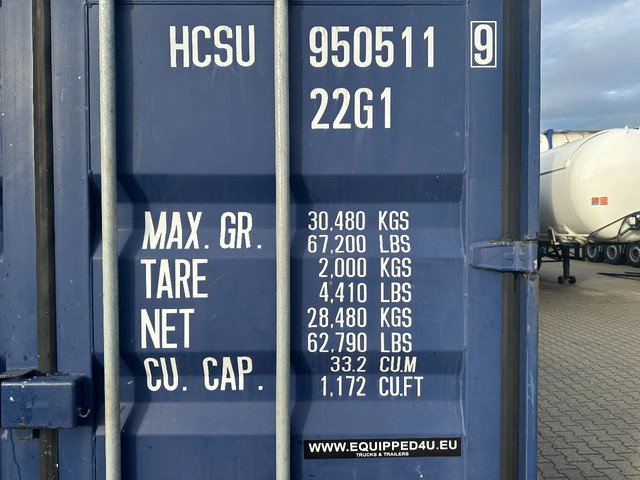 HCSU 950511 9
22G1
MAX. GR. 30,480 KGS
67,200 LBS
TARE 2,000 KGS
4,410 LBS
NET 28,480 KGS
62,790 LBS
CU. CAP. 33.2 CU.M
1,172 CU.FT
WWW.EQUIPPED4U.EU
TRUCKS & TRAILERS